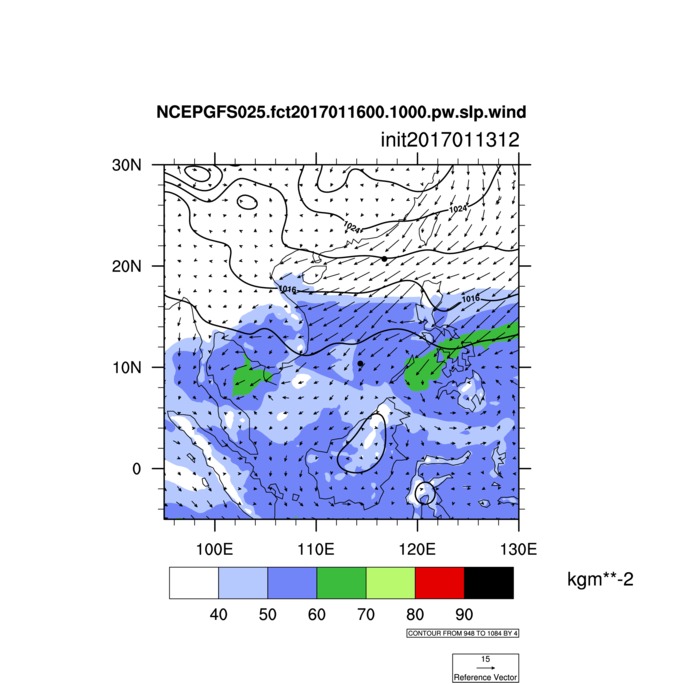 NCEPGFS025.fct2017011600.1000.pw.slp.wind
init2017011312
30N
1024
1024
20N
1016
1016
10N
0
100E 110E 120E 130E
kgm**-2
40 50 60 70 80 90
CONTOUR FROM 948 TO 1084 BY 4
15
Reference Vector